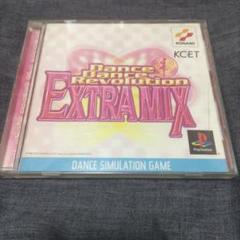 KONAMI
KCET
Dance
Dance
Revolution
EXTRA MIX
DANCE SIMULATION GAME
PlayStation